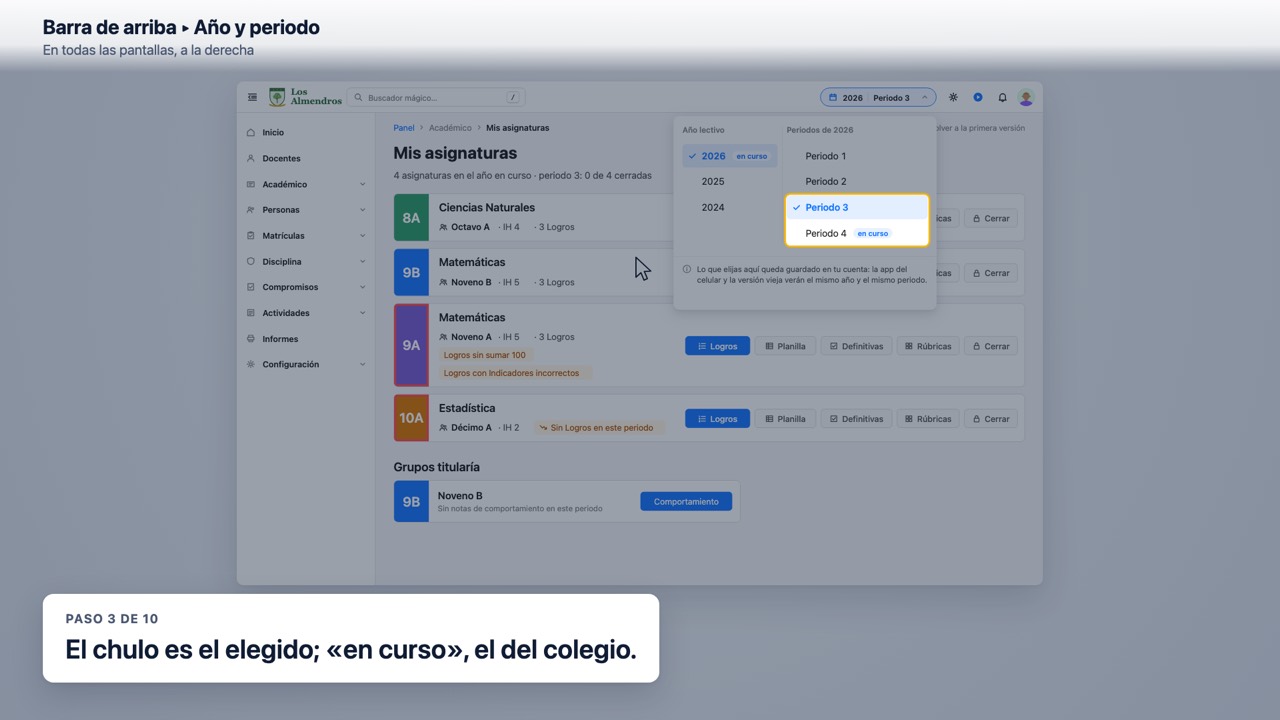 Barra de arriba ▸ Año y periodo
En todas las pantallas, a la derecha
Los Almendros
Buscador mágico...
/
2026 Periodo 3
Inicio
Docentes
Académico
Personas
Matrículas
Disciplina
Compromisos
Actividades
Informes
Configuración
Panel > Académico > Mis asignaturas
olver a la primera versión
Mis asignaturas
4 asignaturas en el año en curso · periodo 3: 0 de 4 cerradas
Año lectivo
2026 en curso
2025
2024
Periodos de 2026
Periodo 1
Periodo 2
Periodo 3
Periodo 4 en curso
Lo que elijas aquí queda guardado en tu cuenta: la app del
celular y la versión vieja verán el mismo año y el mismo periodo.
8A
Ciencias Naturales
Octavo A · IH 4 · 3 Logros
icas Cerrar
9B
Matemáticas
Noveno B · IH 5 · 3 Logros
icas Cerrar
9A
Matemáticas
Noveno A · IH 5 · 3 Logros
Logros sin sumar 100
Logros con Indicadores incorrectos
Logros Planilla Definitivas Rúbricas Cerrar
10A
Estadística
Décimo A · IH 2 Sin Logros en este periodo
Logros Planilla Definitivas Rúbricas Cerrar
Grupos titularía
9B
Noveno B
Sin notas de comportamiento en este periodo
Comportamiento
PASO 3 DE 10
El chulo es el elegido; «en curso», el del colegio.